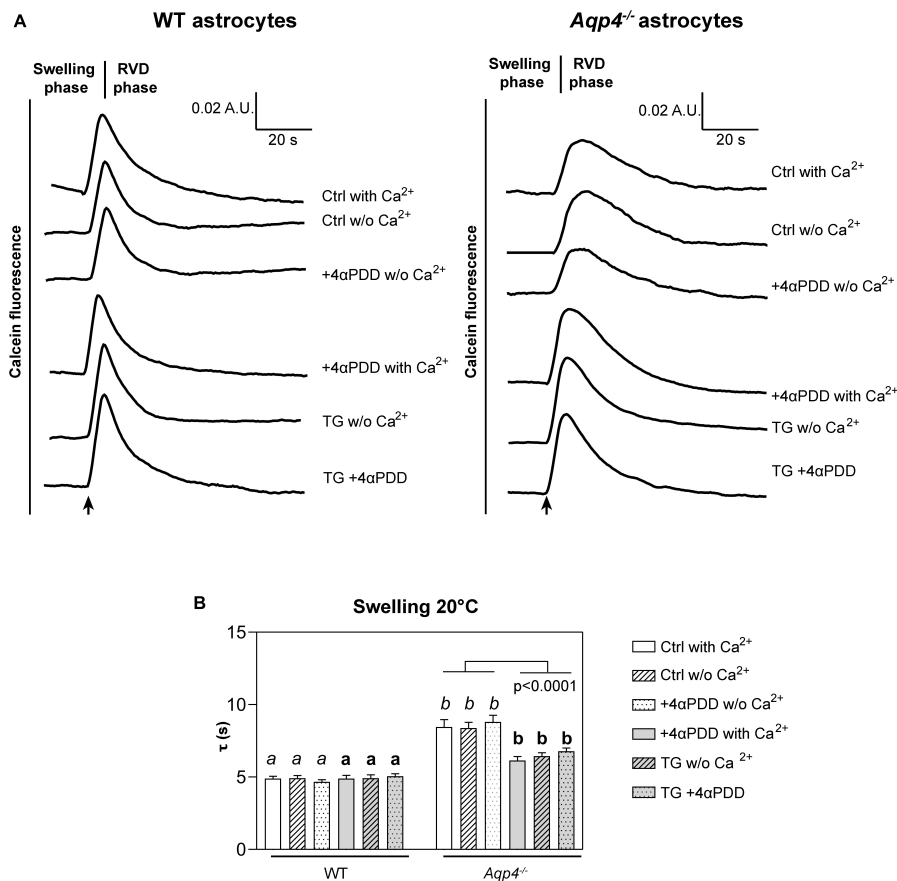 A
WT astrocytes
Swelling phase
RVD phase
0.02 A.U.
20 s
Calcein fluorescence
Ctrl with Ca²⁺
Ctrl w/o Ca²⁺
+4αPDD w/o Ca²⁺
+4αPDD with Ca²⁺
TG w/o Ca²⁺
TG +4αPDD
Aqp4⁻/⁻ astrocytes
Swelling phase
RVD phase
0.02 A.U.
20 s
Calcein fluorescence
Ctrl with Ca²⁺
Ctrl w/o Ca²⁺
+4αPDD w/o Ca²⁺
+4αPDD with Ca²⁺
TG w/o Ca²⁺
TG +4αPDD
B
Swelling 20°C
τ (s)
15
10
5
0
a a a a a a
b b b b b b
p<0.0001
WT
Aqp4⁻/⁻
Ctrl with Ca²⁺
Ctrl w/o Ca²⁺
+4αPDD w/o Ca²⁺
+4αPDD with Ca²⁺
TG w/o Ca ²⁺
TG +4αPDD